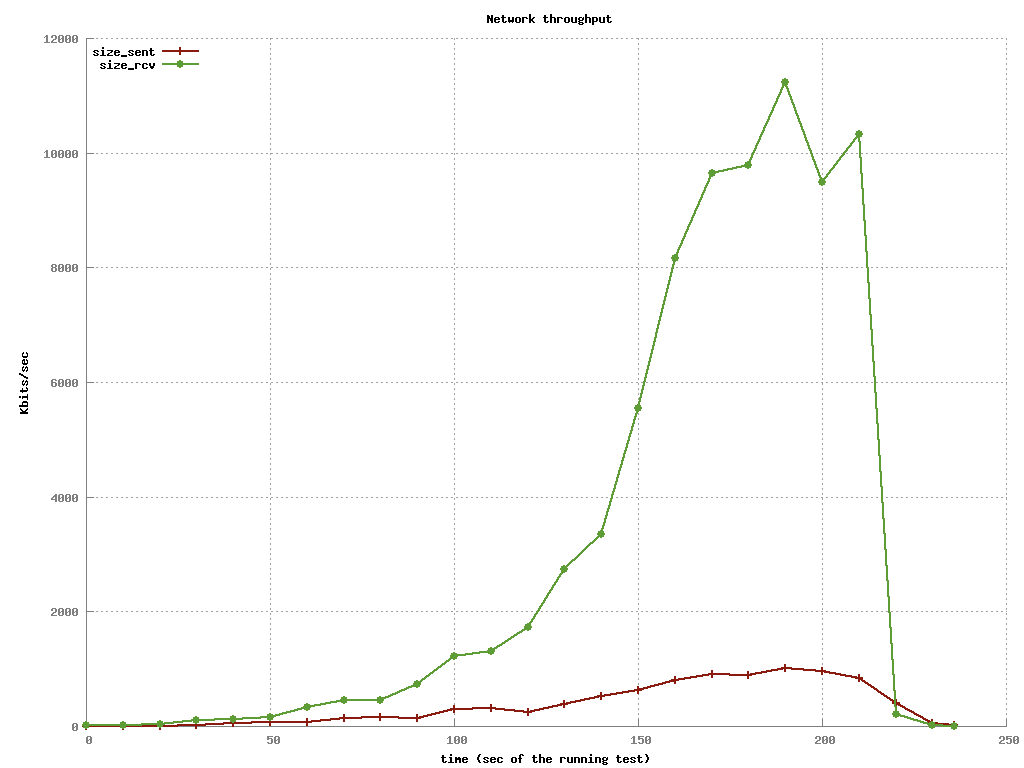 Network throughput
size_sent
size_rcv
12000
10000
8000
6000
4000
2000
0
Kbits/sec
0 50 100 150 200 250
time (sec of the running test)